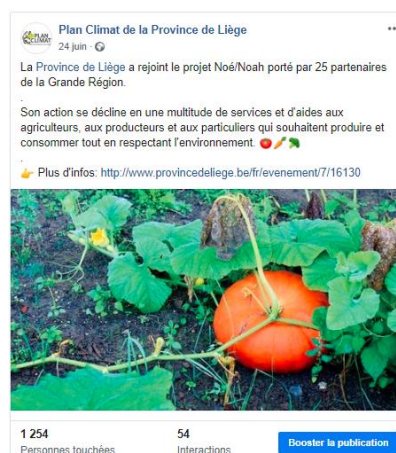 Plan Climat de la Province de Liège
24 juin ·
La Province de Liège a rejoint le projet Noé/Noah porté par 25 partenaires
de la Grande Région.
.
Son action se décline en une multitude de services et d'aides aux
agriculteurs, aux producteurs et aux particuliers qui souhaitent produire et
consommer tout en respectant l'environnement. 🍅🥕🥦
.
👉 Plus d'infos: http://www.provincedeliege.be/fr/evenement/7/16130
1 254
54
Personnes touchées
Interactions
Booster la publication